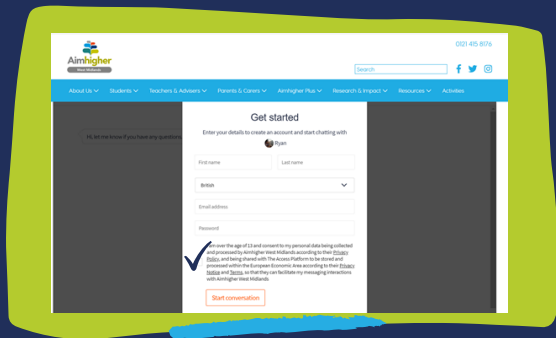 Aimhigher
West Midlands
0121 415 8176
Search
About Us Students Teachers & Advisers Parents & Carers Aimhigher Plus Research & Impact Resources Activities
Hi, let me know if you have any questions
Get started
Enter your details to create an account and start chatting with
Ryan
First name Last name
British
Email address
Password
am over the age of 13 and consent to my personal data being collected
and processed by Aimhigher West Midlands according to their Privacy
Policy, and being shared with The Access Platform to be stored and
processed within the European Economic Area according to their Privacy
Notice and Terms, so that they can facilitate my messaging interactions
with Aimhigher West Midlands
Start conversation